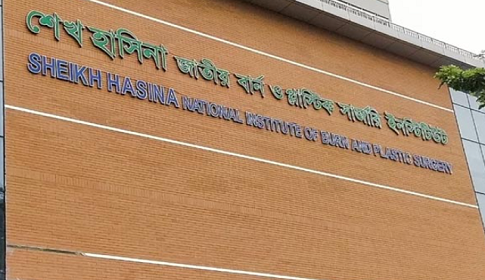 শেখ হাসিনা জাতীয় বার্ন ও প্লাস্টিক সার্জারি ইনস্টিটিউট
SHEIKH HASINA NATIONAL INSTITUTE OF BURN AND PLASTIC SURGERY